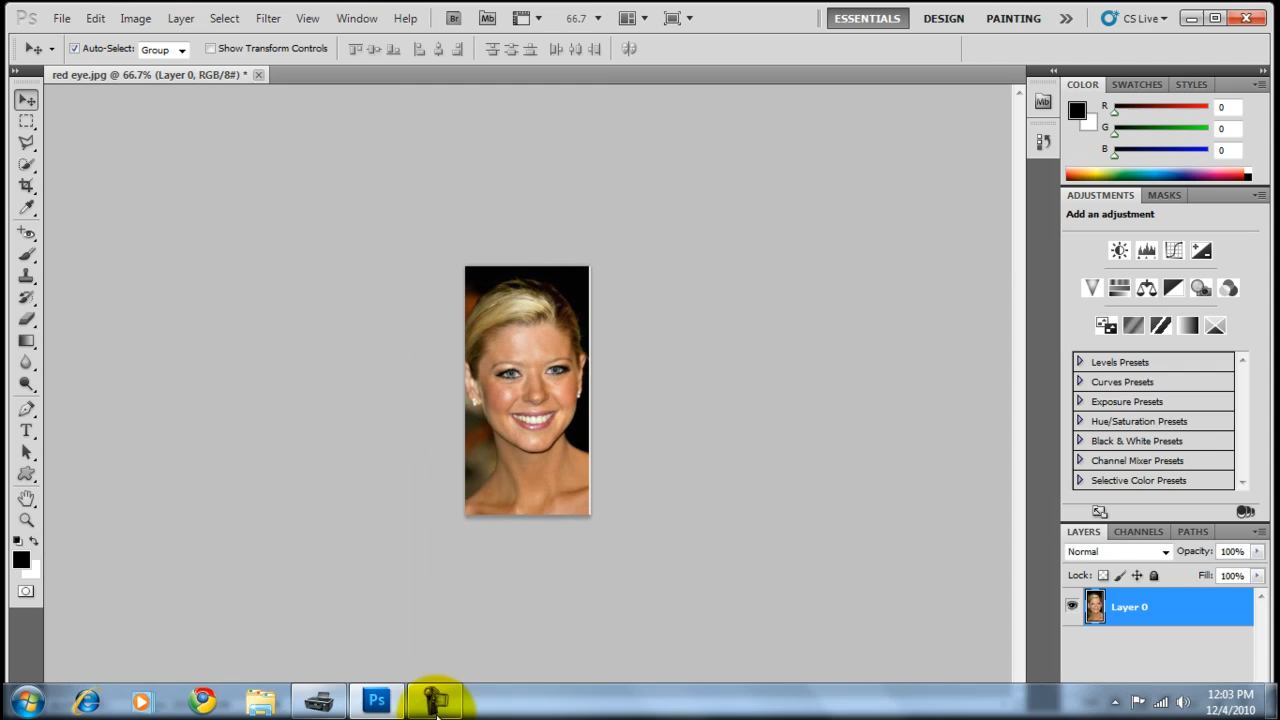 Ps File Edit Image Layer Select Filter View Window Help Br Mb 66.7 ESSENTIALS DESIGN PAINTING CS Live
Auto-Select: Group Show Transform Controls
red eye.jpg @ 66.7% (Layer 0, RGB/8#) *
COLOR SWATCHES STYLES
Mb
R 0
G 0
B 0
ADJUSTMENTS MASKS
Add an adjustment
Levels Presets
Curves Presets
Exposure Presets
Hue/Saturation Presets
Black & White Presets
Channel Mixer Presets
Selective Color Presets
T
LAYERS CHANNELS PATHS
Normal Opacity: 100%
Lock: Fill: 100%
Layer 0
Ps
12:03 PM
12/4/2010